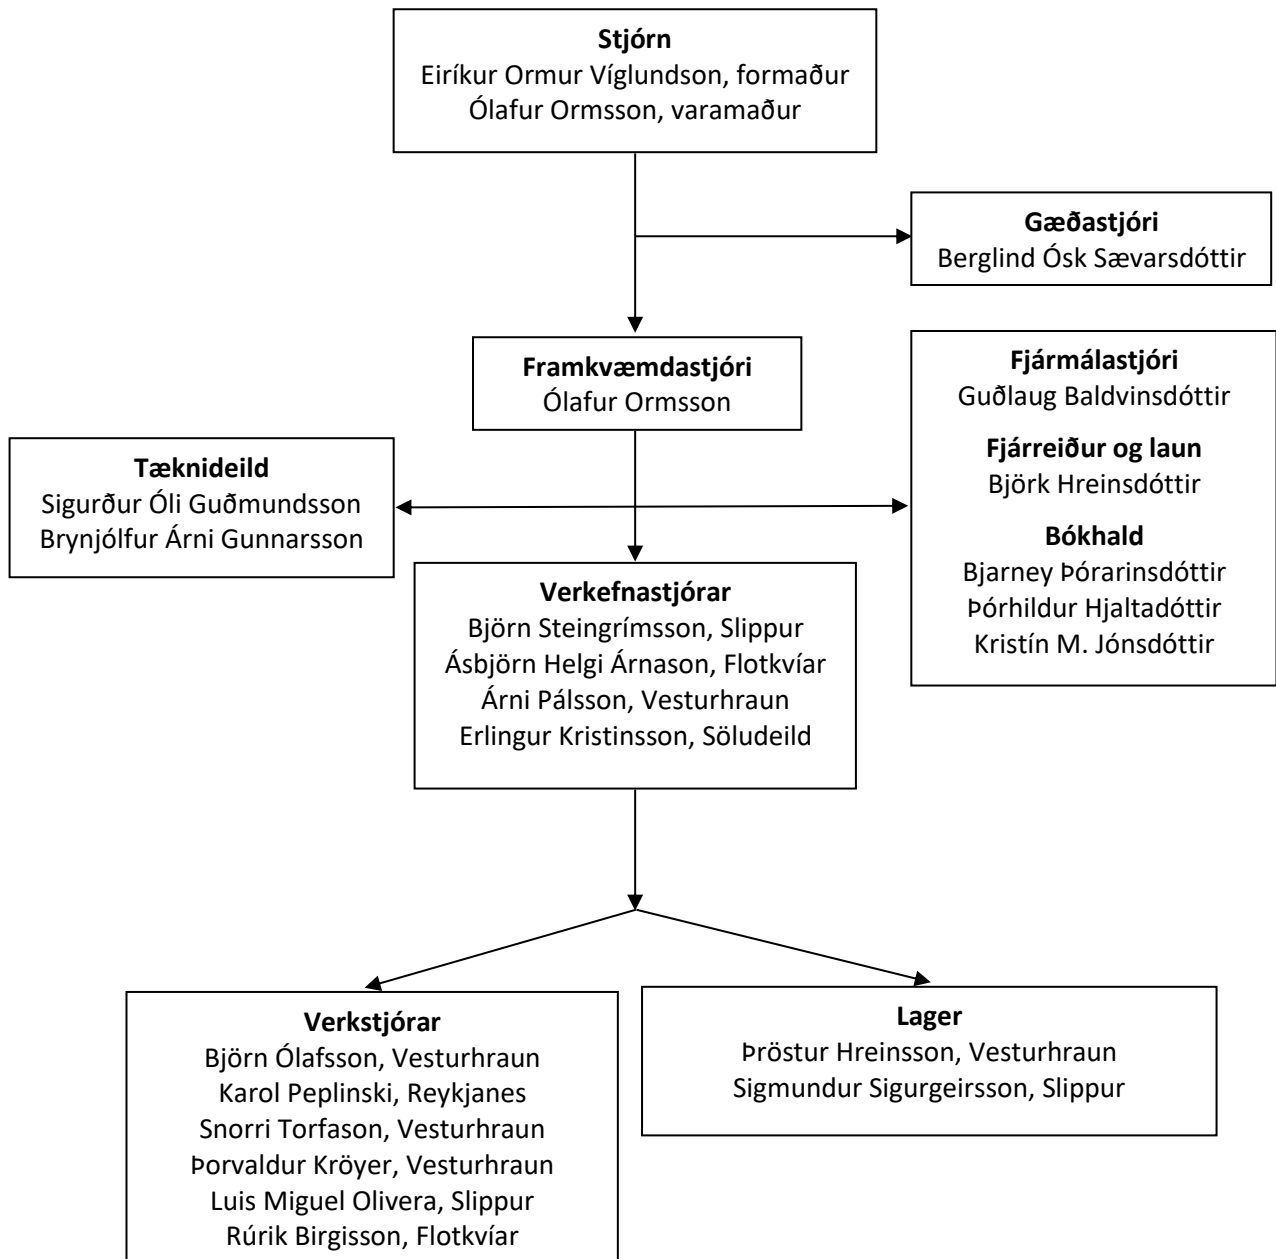 Stjórn
Eiríkur Ormur Víglundson, formaður
Ólafur Ormsson, varamaður
Gæðastjóri
Berglind Ósk Sævarsdóttir
Framkvæmdastjóri
Ólafur Ormsson
Fjármálastjóri
Guðlaug Baldvinsdóttir
Fjárreiður og laun
Björk Hreinsdóttir
Bókhald
Bjarney Þórarinsdóttir
Þórhildur Hjaltadóttir
Kristín M. Jónsdóttir
Tæknideild
Sigurður Óli Guðmundsson
Brynjólfur Árni Gunnarsson
Verkefnastjórar
Björn Steingrímsson, Slippur
Ásbjörn Helgi Árnason, Flotkvíar
Árni Pálsson, Vesturhraun
Erlingur Kristinsson, Söludeild
Verkstjórar
Björn Ólafsson, Vesturhraun
Karol Peplinski, Reykjanes
Snorri Torfason, Vesturhraun
Þorvaldur Kröyer, Vesturhraun
Luis Miguel Olivera, Slippur
Rúrik Birgisson, Flotkvíar
Lager
Þröstur Hreinsson, Vesturhraun
Sigmundur Sigurgeirsson, Slippur